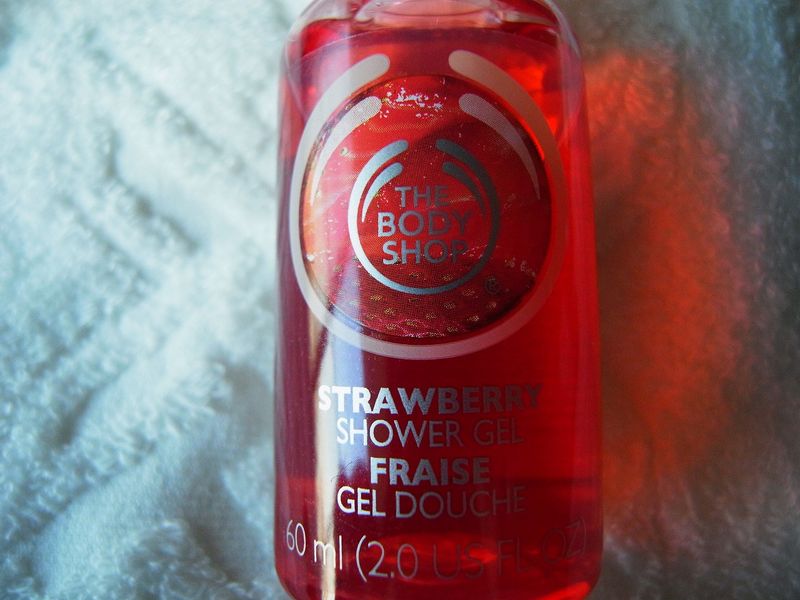 THE
BODY
SHOP
®
STRAWBERRY
SHOWER GEL
FRAISE
GEL DOUCHE
60 ml (2.0 US FL OZ)